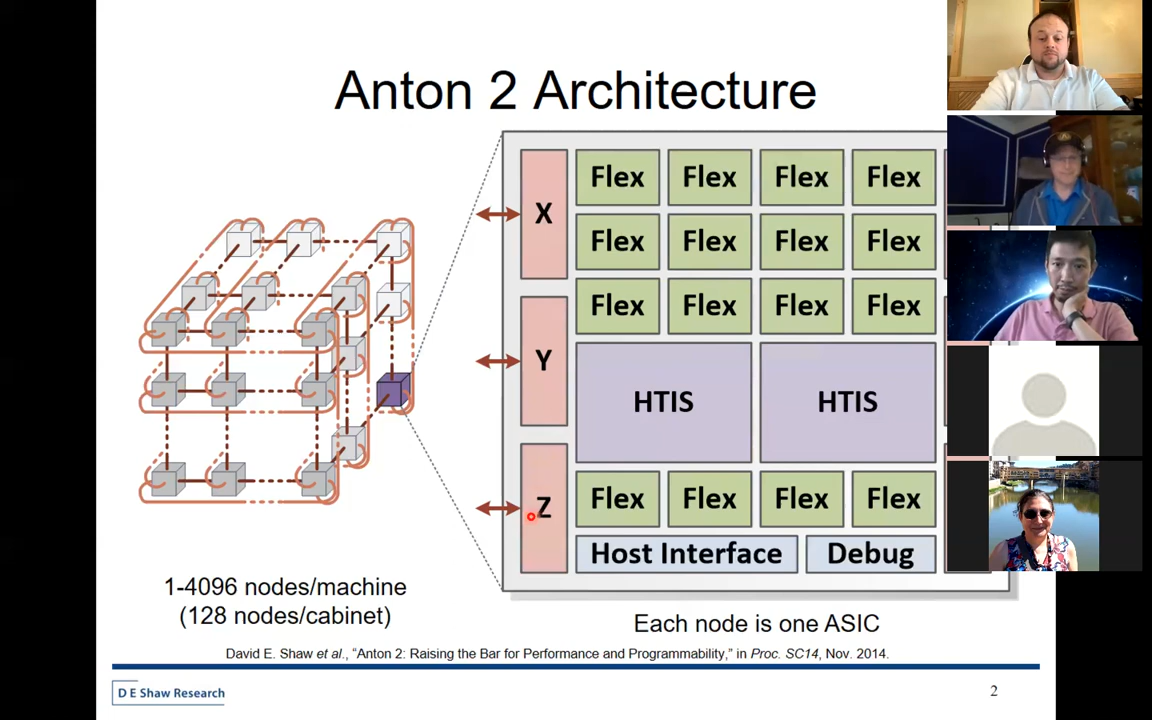 Anton 2 Architecture
X
Flex Flex Flex Flex
Flex Flex Flex Flex
Flex Flex Flex Flex
Y
HTIS HTIS
Z
Flex Flex Flex Flex
Host Interface Debug
1-4096 nodes/machine
(128 nodes/cabinet)
Each node is one ASIC
David E. Shaw et al., “Anton 2: Raising the Bar for Performance and Programmability,” in Proc. SC14, Nov. 2014.
D E Shaw Research
2